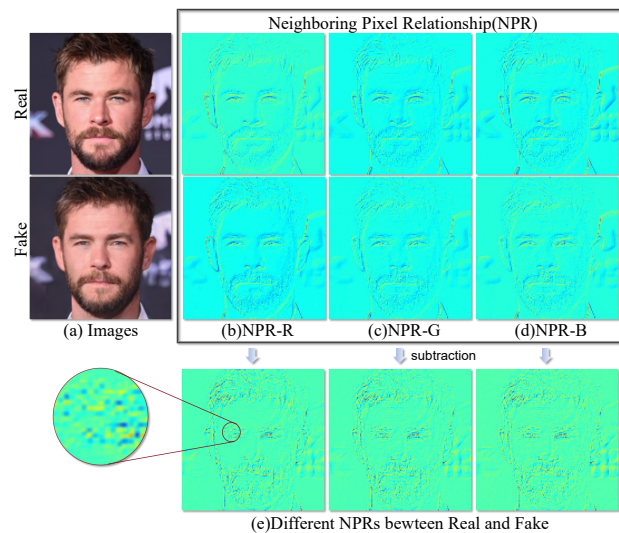 Neighboring Pixel Relationship(NPR)
Real
Fake
(a) Images
(b)NPR-R
(c)NPR-G
(d)NPR-B
subtraction
(e)Different NPRs bewteen Real and Fake